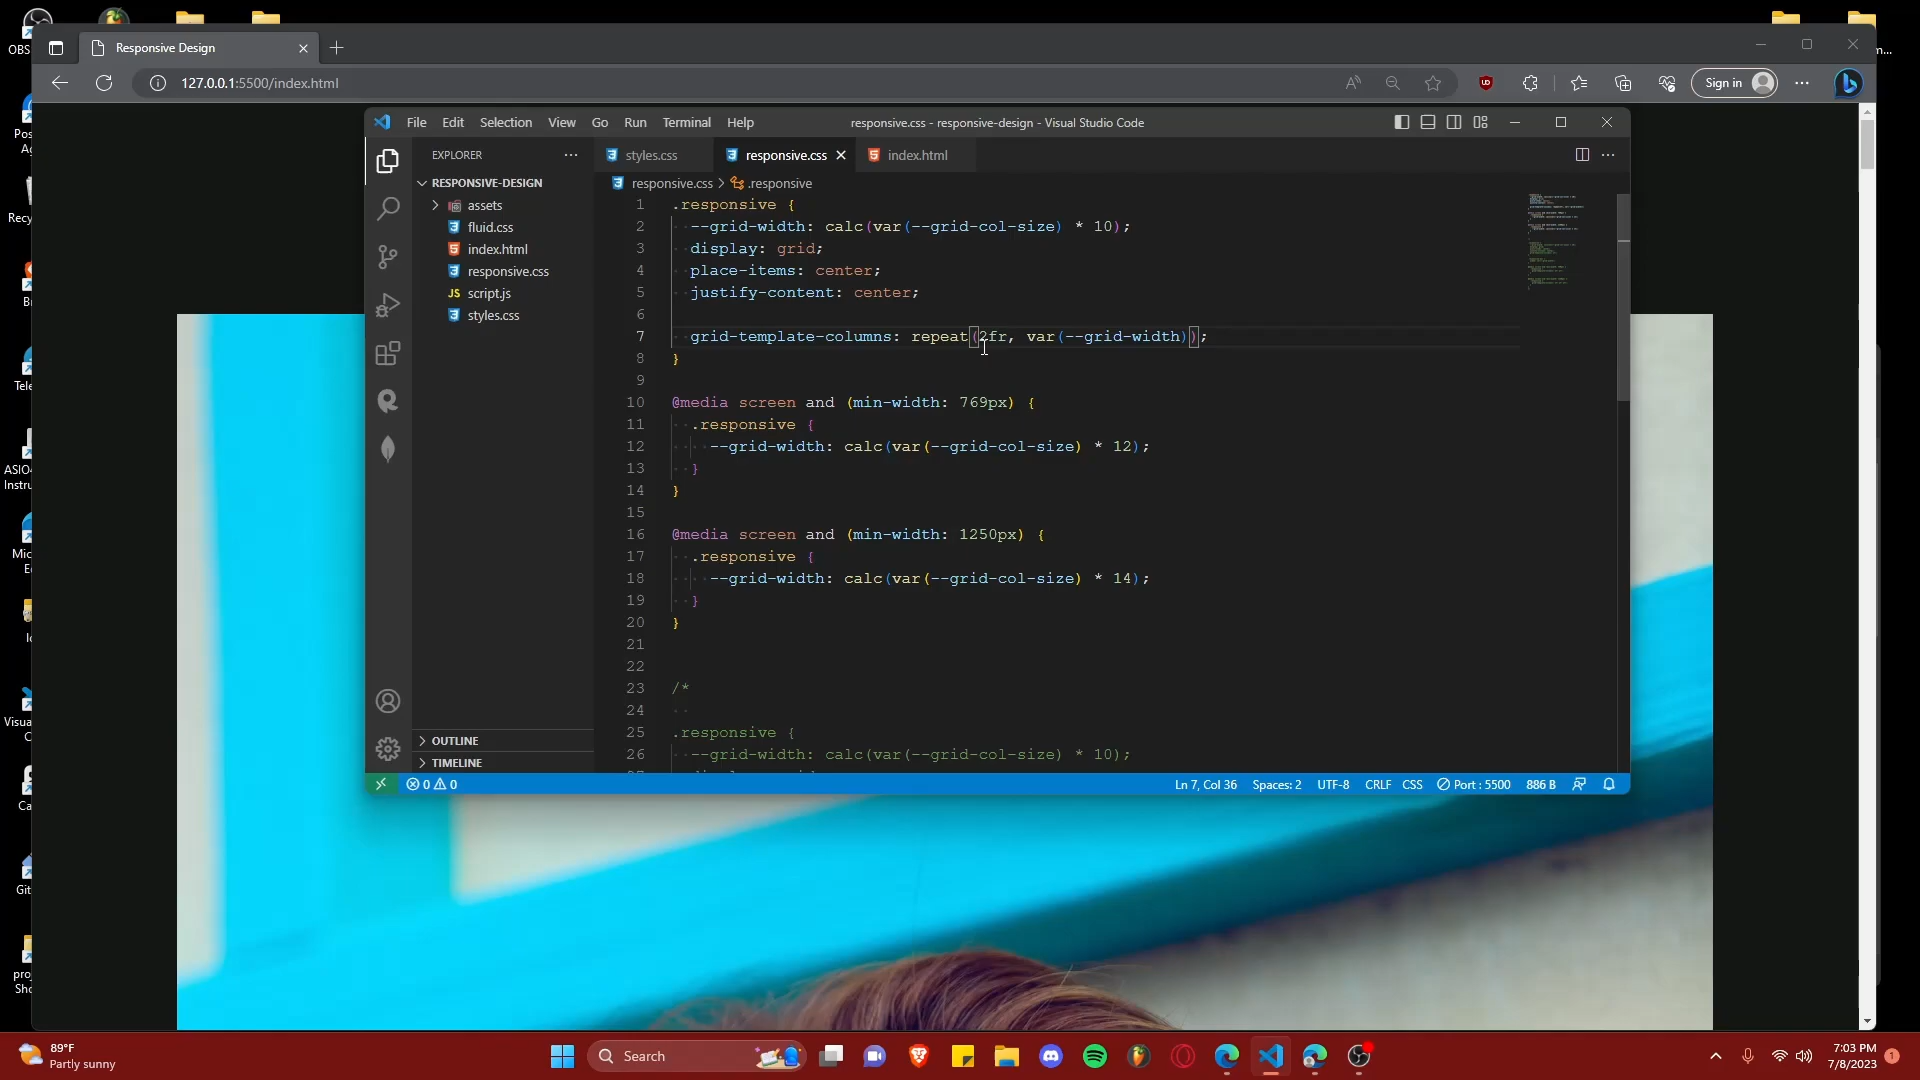 OBS
m...
Responsive Design
127.0.0.1:5500/index.html
Sign in
File Edit Selection View Go Run Terminal Help
responsive.css - responsive-design - Visual Studio Code
EXPLORER
styles.css
responsive.css
index.html
RESPONSIVE-DESIGN
responsive.css > .responsive
assets
fluid.css
index.html
responsive.css
JS script.js
styles.css
1 .responsive {
2 --grid-width: calc(var(--grid-col-size) * 10);
3 display: grid;
4 place-items: center;
5 justify-content: center;
6
7 grid-template-columns: repeat(2fr, var(--grid-width));
8 }
9
10 @media screen and (min-width: 769px) {
11 .responsive {
12 --grid-width: calc(var(--grid-col-size) * 12);
13 }
14 }
15
16 @media screen and (min-width: 1250px) {
17 .responsive {
18 --grid-width: calc(var(--grid-col-size) * 14);
19 }
20 }
21
22
23 /*
24
25 .responsive {
26 --grid-width: calc(var(--grid-col-size) * 10);
OUTLINE
TIMELINE
0 0
Ln 7, Col 36 Spaces: 2 UTF-8 CRLF CSS Port : 5500 886 B
Pos
Ag
Recy
B
Tele
ASIO4
Instru
Mic
E
Visua
C
Ca
Git
pro
Sho
89°F
Partly sunny
Search
7:03 PM
7/8/2023
1